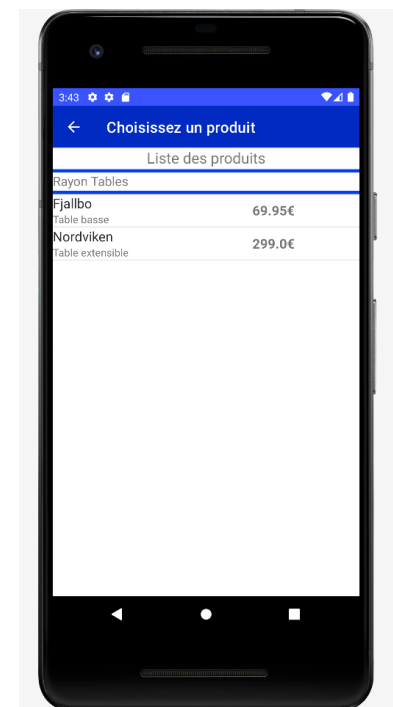 3:43
Choisissez un produit
Liste des produits
Rayon Tables
Fjallbo
Table basse
69.95€
Nordviken
Table extensible
299.0€